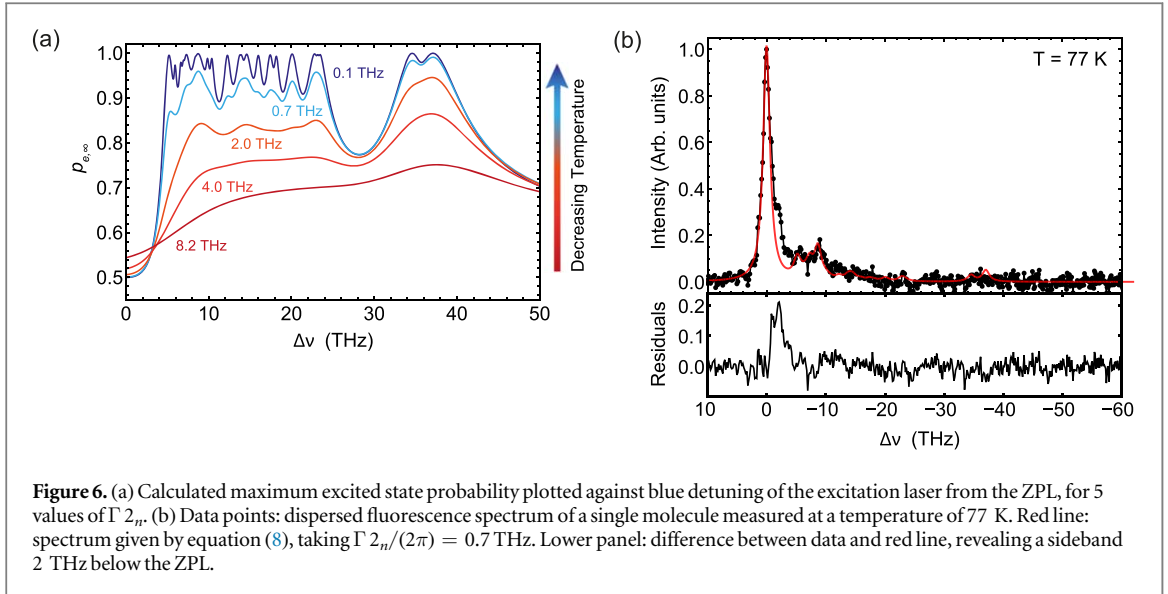 (a)
1.0
0.9
0.8
0.7
0.6
0.5
p_{e,∞}
0.1 THz
0.7 THz
2.0 THz
4.0 THz
8.2 THz
0 10 20 30 40 50
Δν (THz)
Decreasing Temperature
(b)
T = 77 K
1.0
0.8
0.6
0.4
0.2
0.0
Intensity (Arb. units)
0.2
0.1
0.0
Residuals
10 0 −10 −20 −30 −40 −50 −60
Δν (THz)
Figure 6. (a) Calculated maximum excited state probability plotted against blue detuning of the excitation laser from the ZPL, for 5
values of Γ 2ₙ. (b) Data points: dispersed fluorescence spectrum of a single molecule measured at a temperature of 77 K. Red line:
spectrum given by equation (8), taking Γ 2ₙ/(2π) = 0.7 THz. Lower panel: difference between data and red line, revealing a sideband
2 THz below the ZPL.